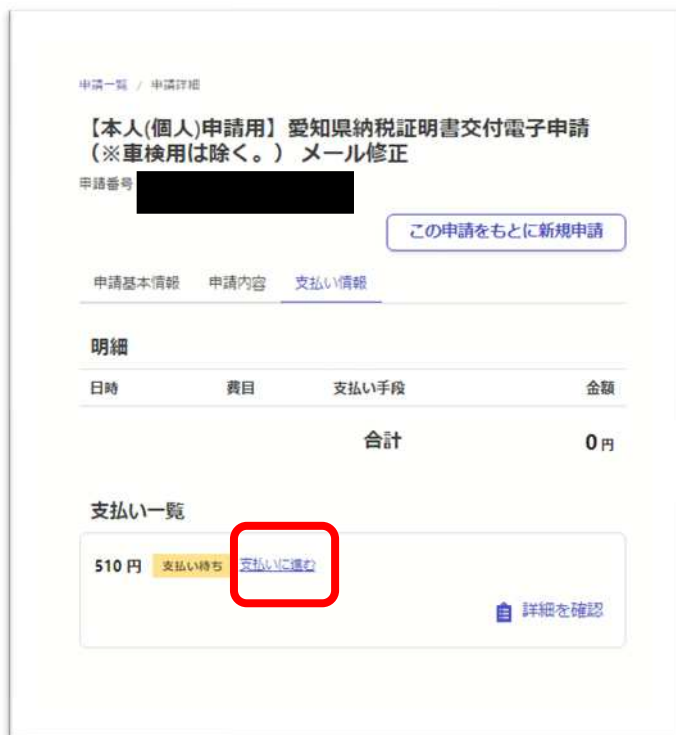 申請一覧 / 申請詳細
【本人(個人)申請用】愛知県納税証明書交付電子申請
(※車検用は除く。) メール修正
申請番号
この申請をもとに新規申請
申請基本情報 申請内容 支払い情報
明細
日時 費目 支払い手段 金額
合計 0 円
支払い一覧
510 円 支払い待ち 支払いに進む
詳細を確認